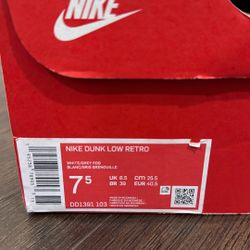 NIKE
NIKE DUNK LOW RETRO
WHITE/GREY FOG
BLANC/GRIS BROUILLE
7 5
UK 6.5 CM 25.5
BR 39 EUR 40.5
DD1391 103